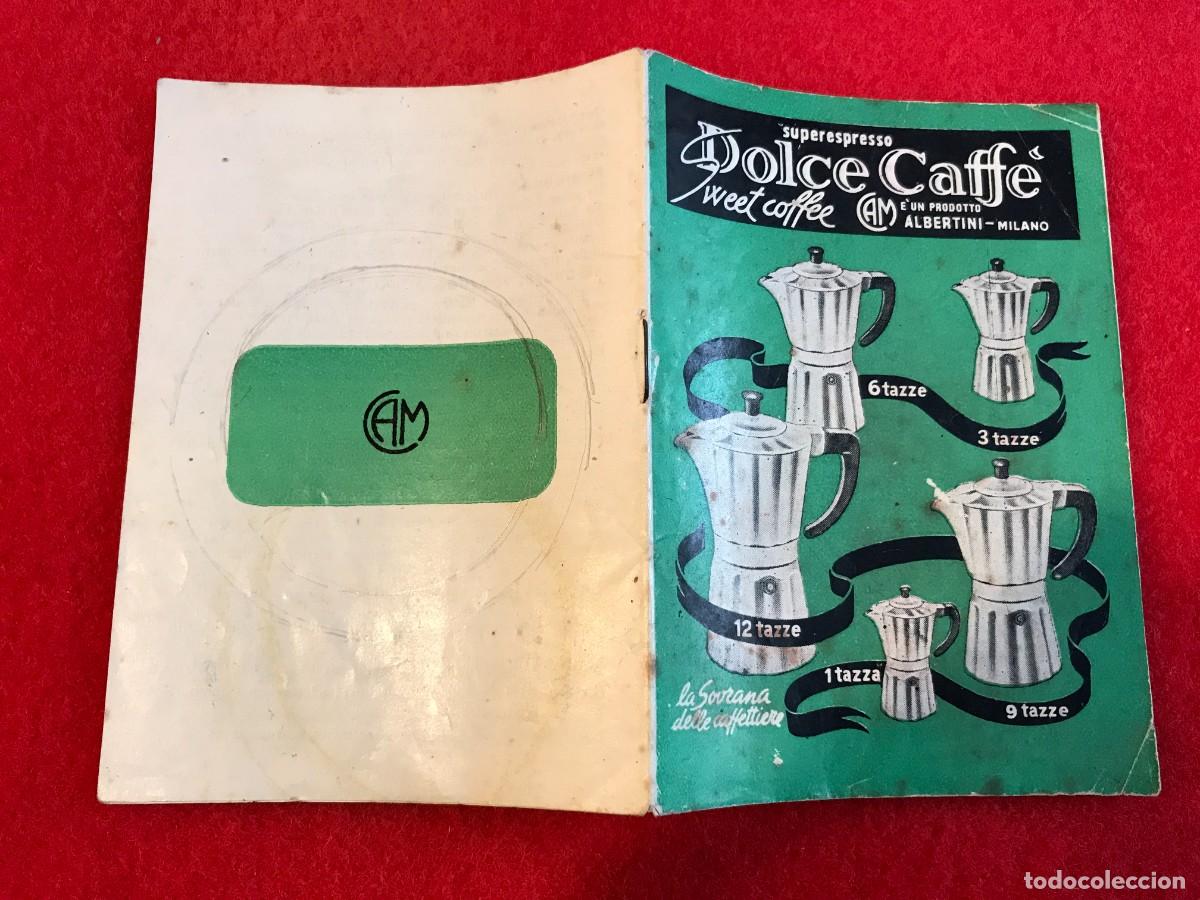 CAM
superespresso
Dolce Caffè
Sweet coffee
CAM È UN PRODOTTO
ALBERTINI - MILANO
6 tazze
3 tazze
12 tazze
1 tazza
9 tazze
la Sovrana
delle caffettiere
todocoleccion